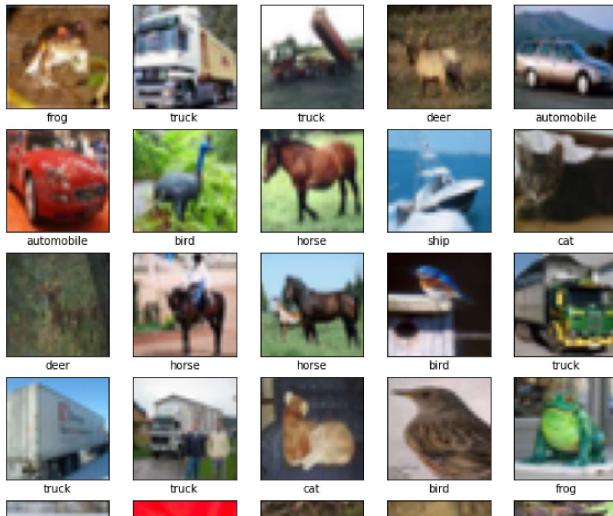 frog truck truck deer automobile
automobile bird horse ship cat
deer horse horse bird truck
truck truck cat bird frog